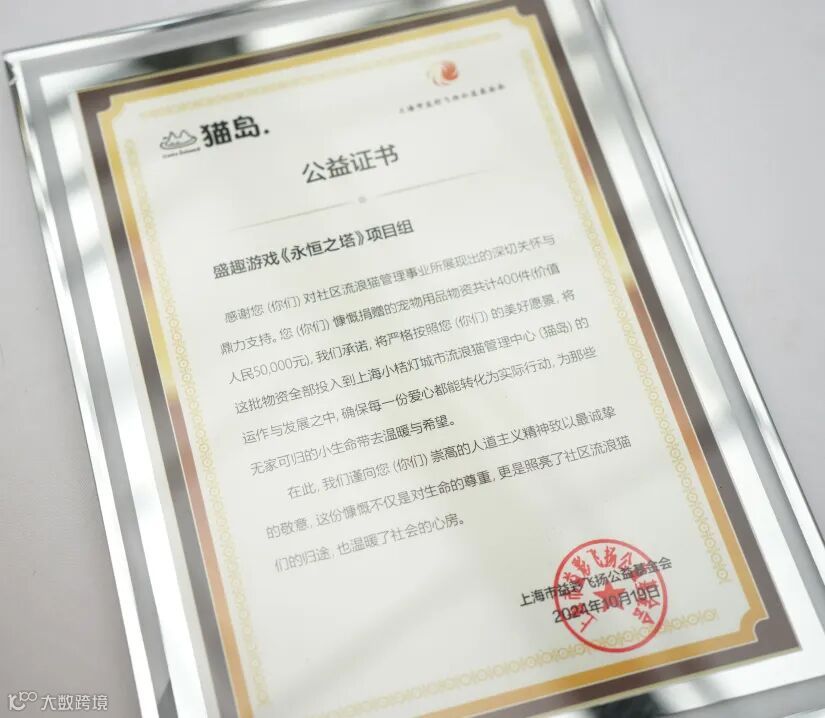 猫岛.
上海市益彩飞扬公益基金会
公益证书
盛趣游戏《永恒之塔》项目组
感谢您(你们)对社区流浪猫管理事业所展现出的深切关怀与
鼎力支持。您(你们)慷慨捐赠的宠物用品物资共计400件(价值
人民50,000元),我们承诺,将严格按照您(你们)的美好愿景,将
这批物资全部投入到上海小桔灯城市流浪猫管理中心(猫岛)的
运作与发展之中,确保每一份爱心都能转化为实际行动,为那些
无家可归的小生命带去温暖与希望。
在此,我们谨向您(你们)崇高的人道主义精神致以最诚挚
的敬意,这份慷慨不仅是对生命的尊重,更是照亮了社区流浪猫
们的归途,也温暖了社会的心房。
上海市益彩飞扬公益基金会
2024年10月10日
大数跨境